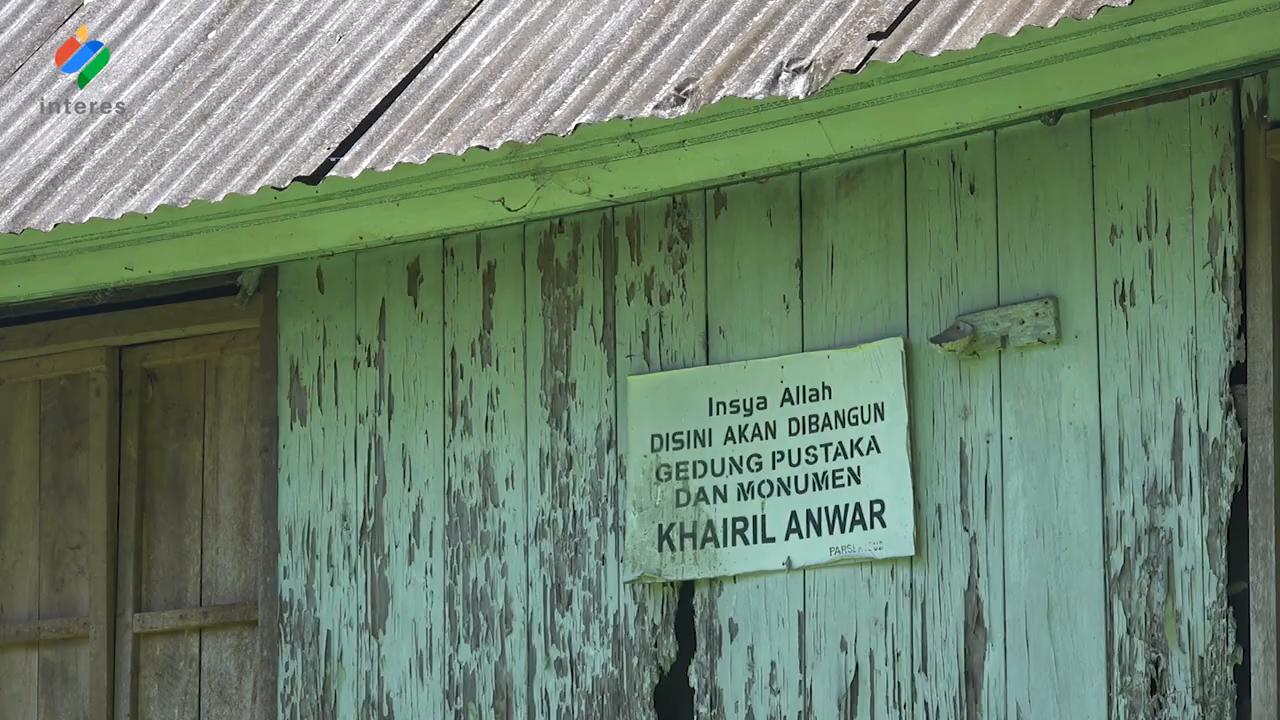 interes
Insya Allah
DISINI AKAN DIBANGUN
GEDUNG PUSTAKA
DAN MONUMEN
KHAIRIL ANWAR